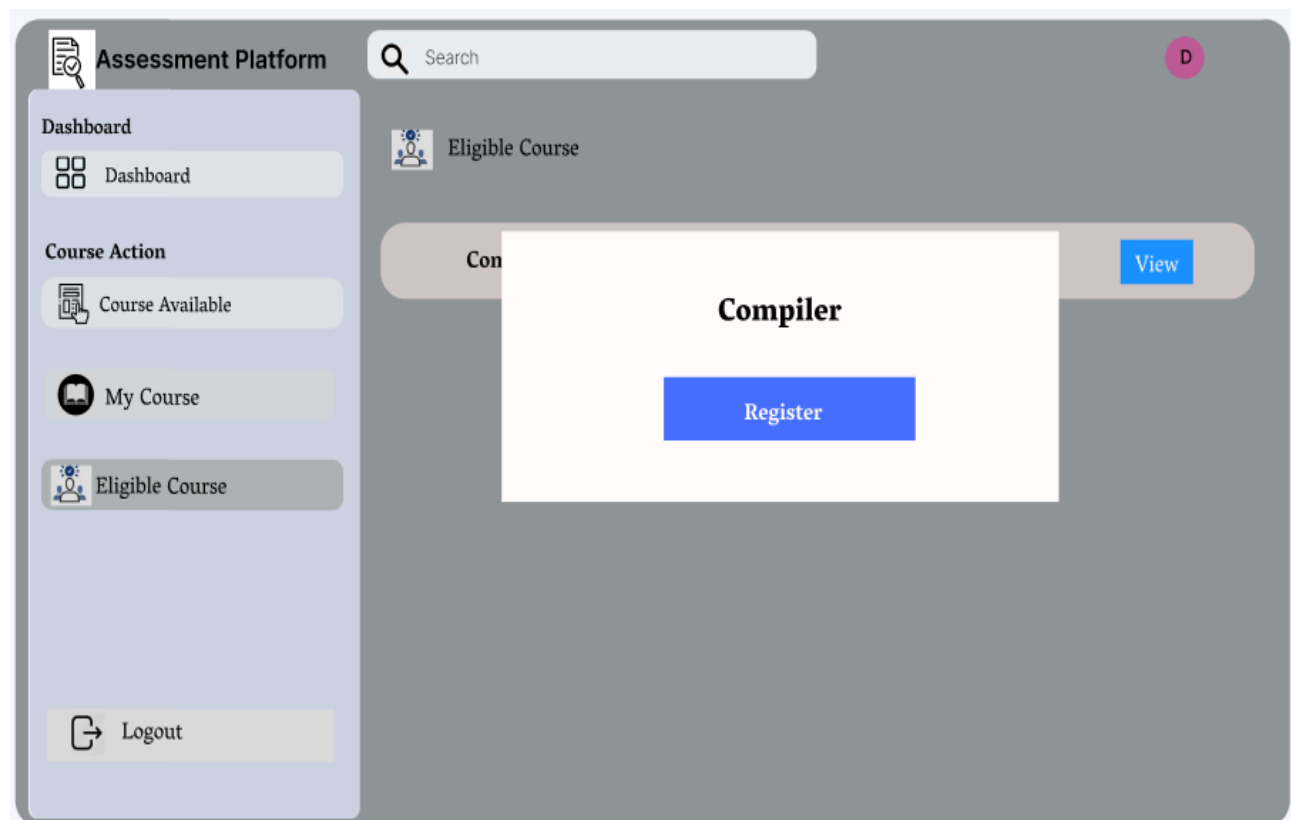 Assessment Platform
Search
D
Dashboard
Dashboard
Course Action
Course Available
My Course
Eligible Course
Logout
Eligible Course
View
Compiler
Register